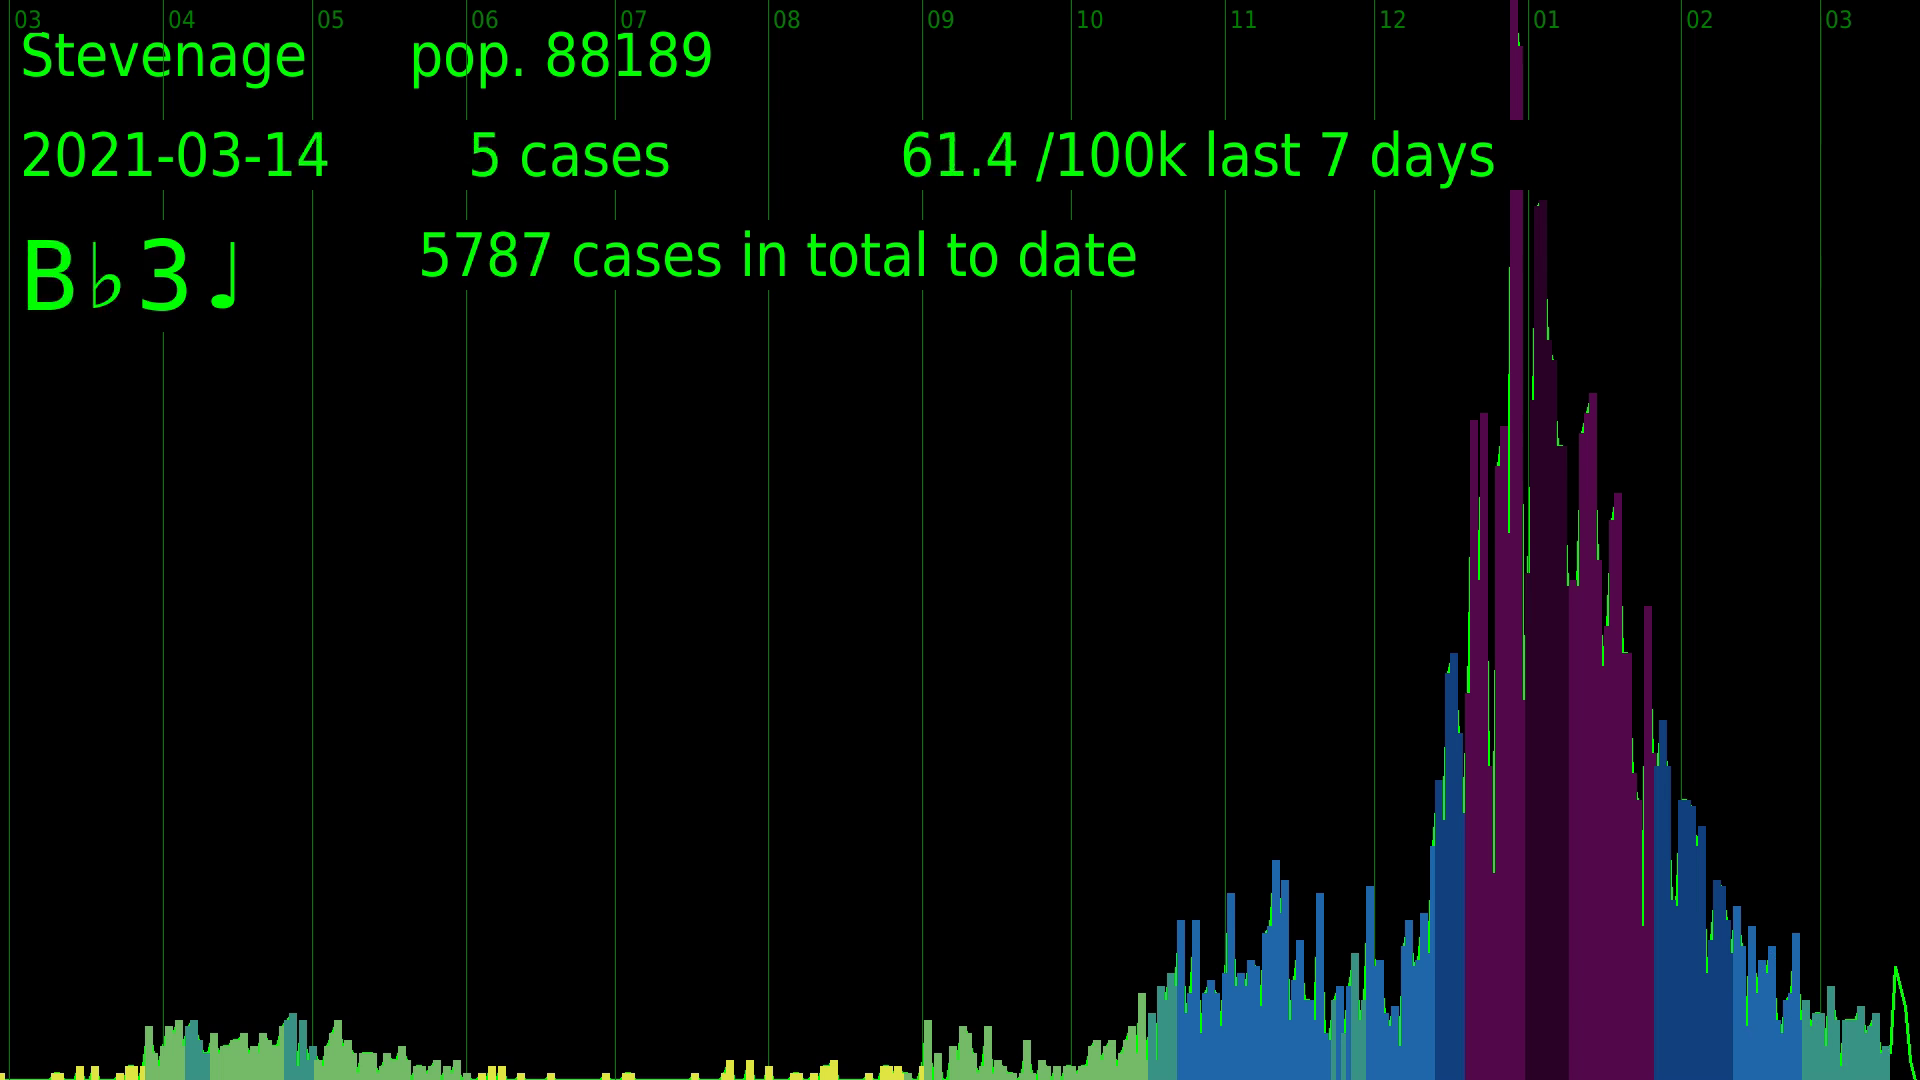 03 04 05 06 07 08 09 10 11 12 01 02 03
Stevenage pop. 88189
2021-03-14 5 cases 61.4 /100k last 7 days
B♭3♩ 5787 cases in total to date